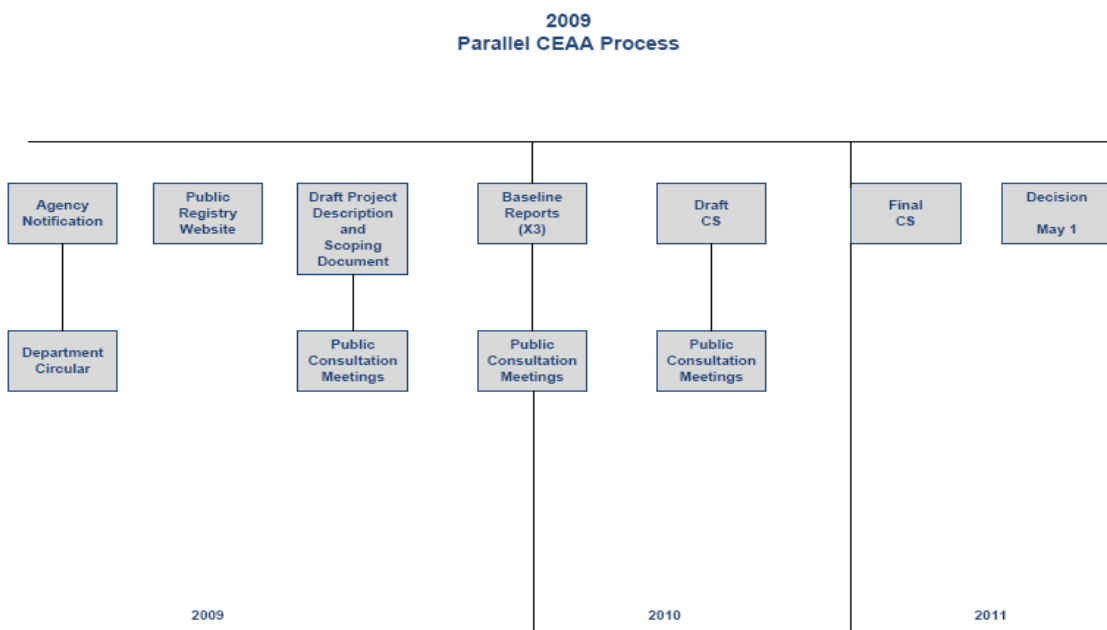 2009
Parallel CEAA Process
Agency
Notification
Public
Registry
Website
Draft Project
Description
and
Scoping
Document
Baseline
Reports
(X3)
Draft
CS
Final
CS
Decision
May 1
Department
Circular
Public
Consultation
Meetings
Public
Consultation
Meetings
Public
Consultation
Meetings
2009
2010
2011